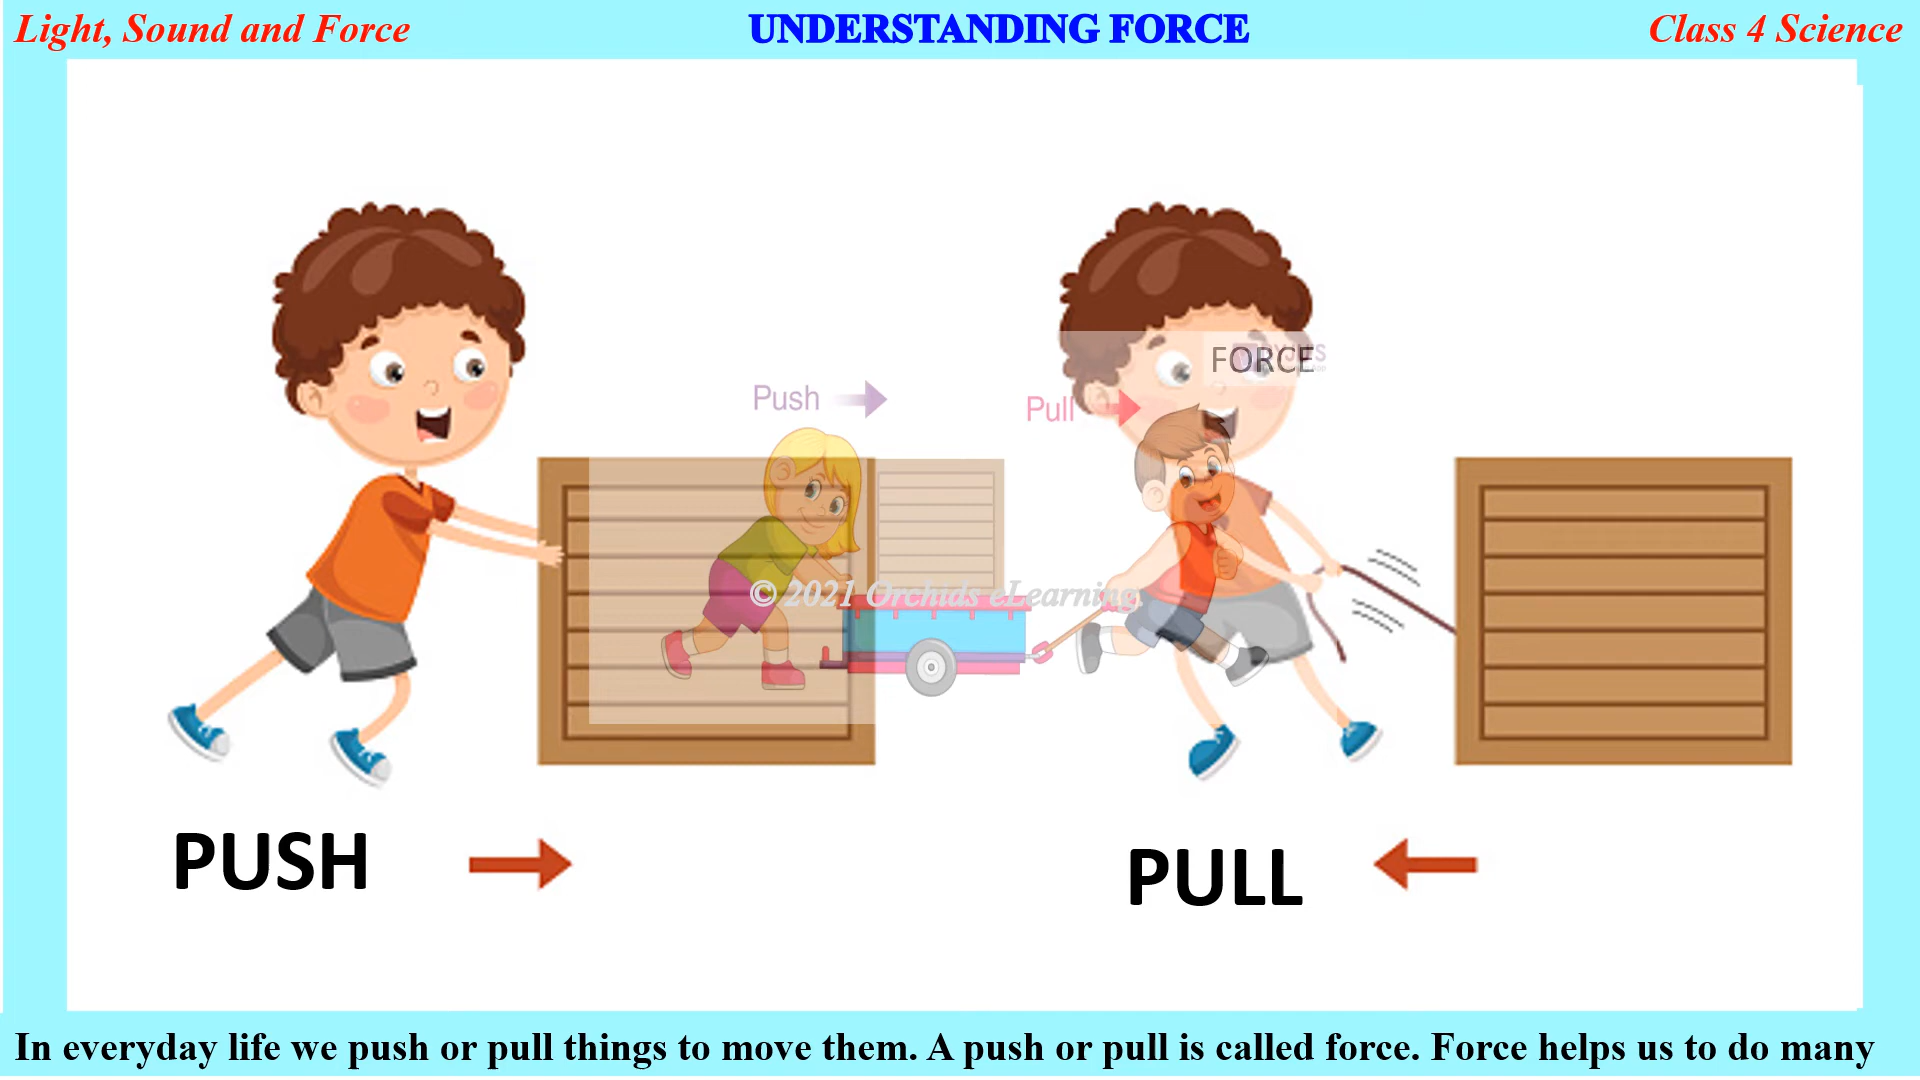 Light, Sound and Force
UNDERSTANDING FORCE
Class 4 Science
FORCE
Push
Pull
© 2021 Orchids eLearning.
PUSH
PULL
In everyday life we push or pull things to move them. A push or pull is called force. Force helps us to do many